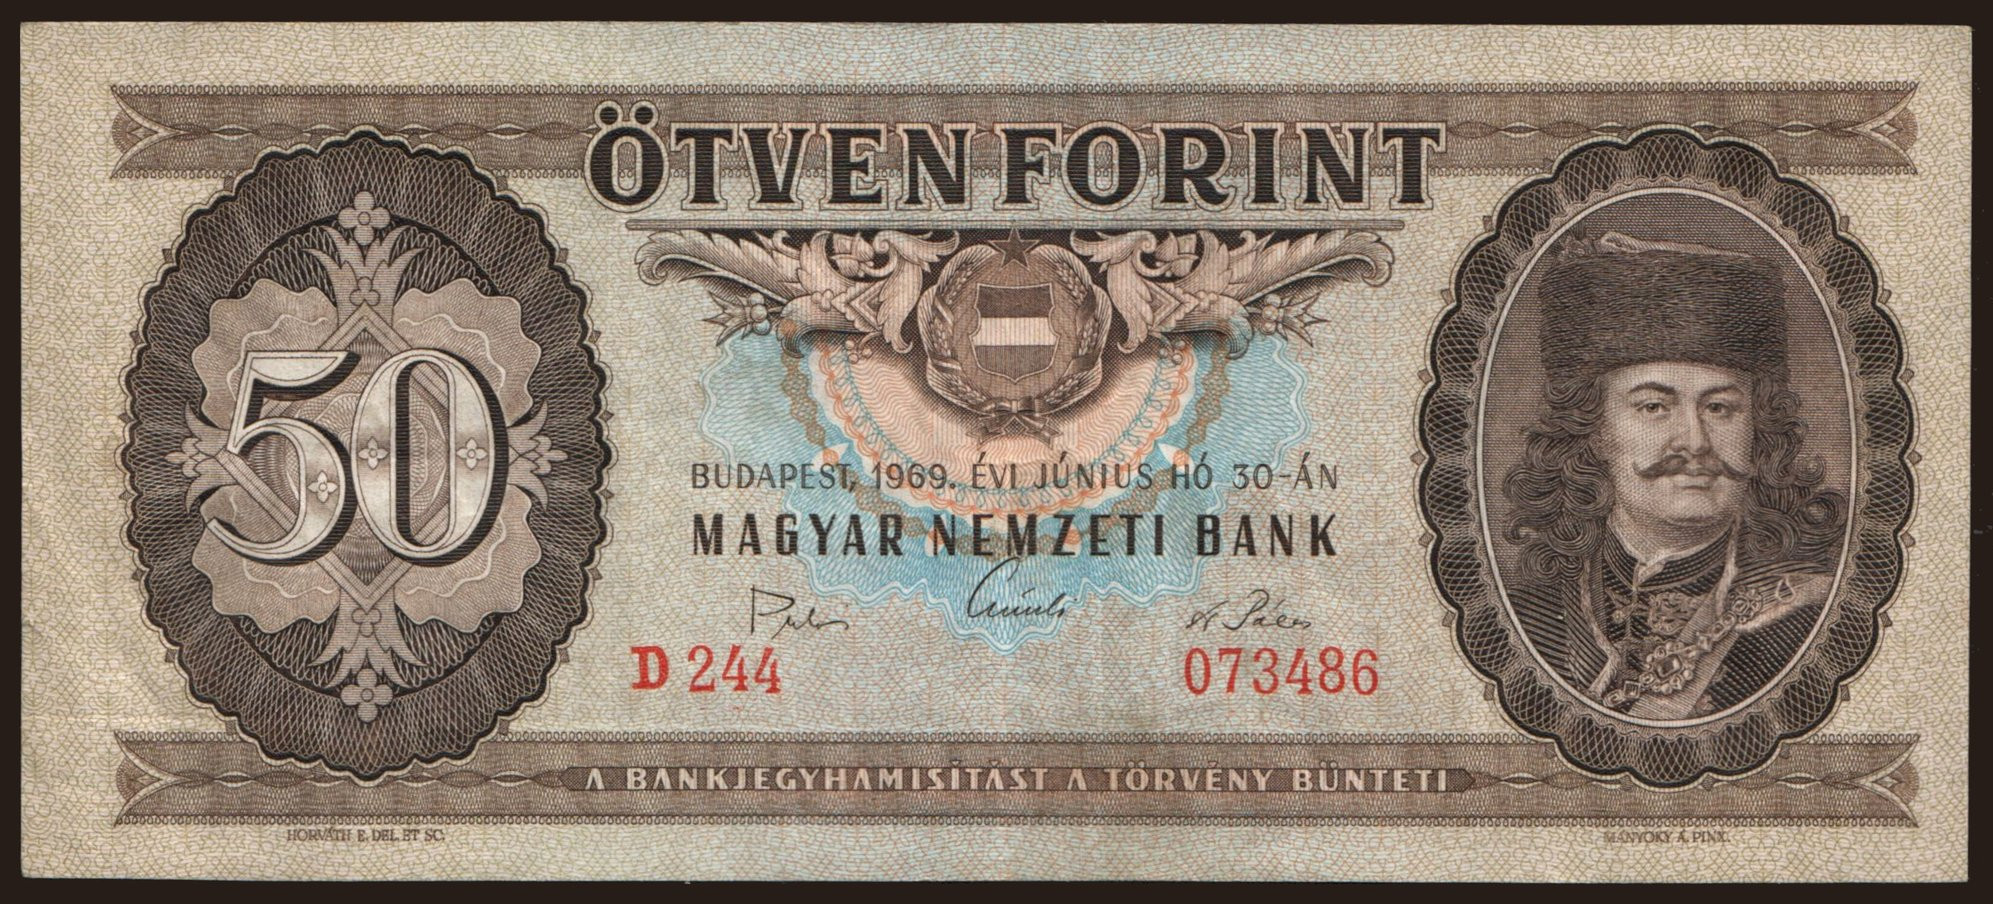 ÖTVEN FORINT
50
BUDAPEST, 1969. ÉVI JÚNIUS HÓ 30-ÁN
MAGYAR NEMZETI BANK
D 244 073486
A BANKJEGYHAMISÍTÁST A TÖRVÉNY BÜNTETI
HORVÁTH E. DEL. ET SC. MÁNYOKY Á. PINX.